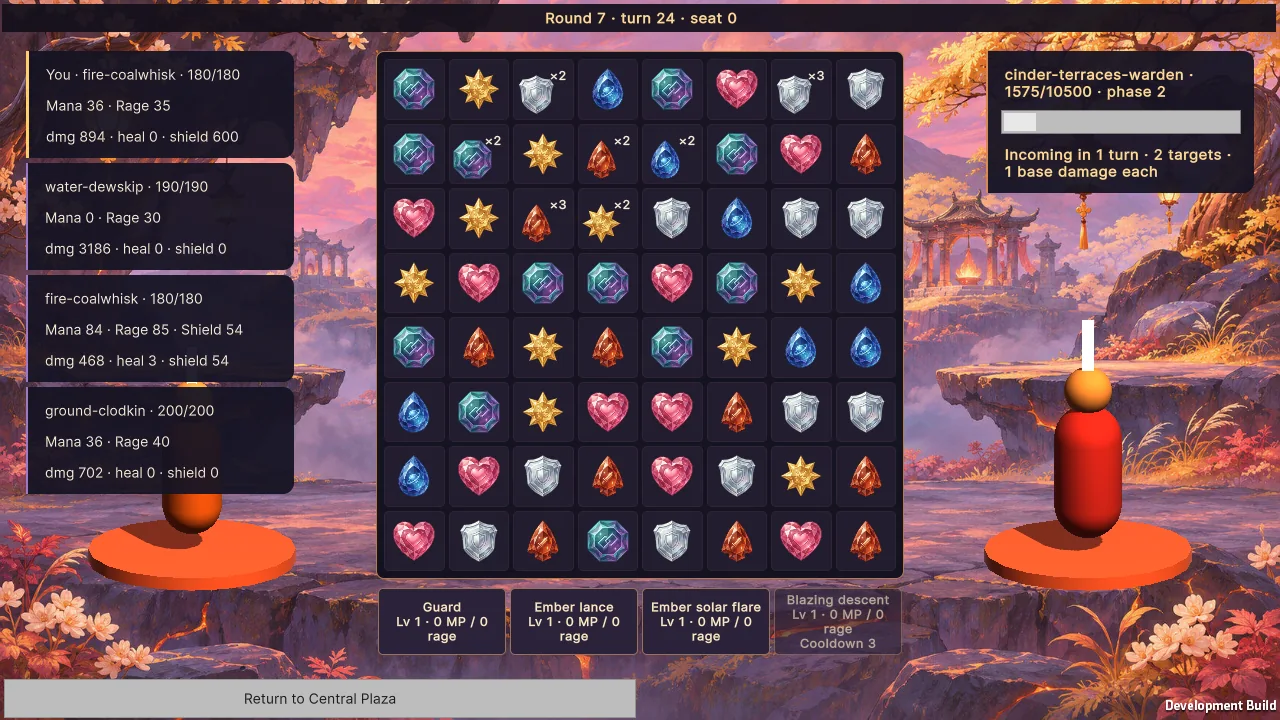 Round 7 · turn 24 · seat 0
You · fire-coalwhisk · 180/180
Mana 36 · Rage 35
dmg 894 · heal 0 · shield 600
water-dewskip · 190/190
Mana 0 · Rage 30
dmg 3186 · heal 0 · shield 0
fire-coalwhisk · 180/180
Mana 84 · Rage 85 · Shield 54
dmg 468 · heal 3 · shield 54
ground-clodkin · 200/200
Mana 36 · Rage 40
dmg 702 · heal 0 · shield 0
×2
×3
×2
×2
×2
×3
×2
cinder-terraces-warden ·
1575/10500 · phase 2
Incoming in 1 turn · 2 targets ·
1 base damage each
Guard
Lv 1 · 0 MP / 0
rage
Ember lance
Lv 1 · 0 MP / 0
rage
Ember solar flare
Lv 1 · 0 MP / 0
rage
Blazing descent
Lv 1 · 0 MP / 0
rage
Cooldown 3
Return to Central Plaza
Development Build